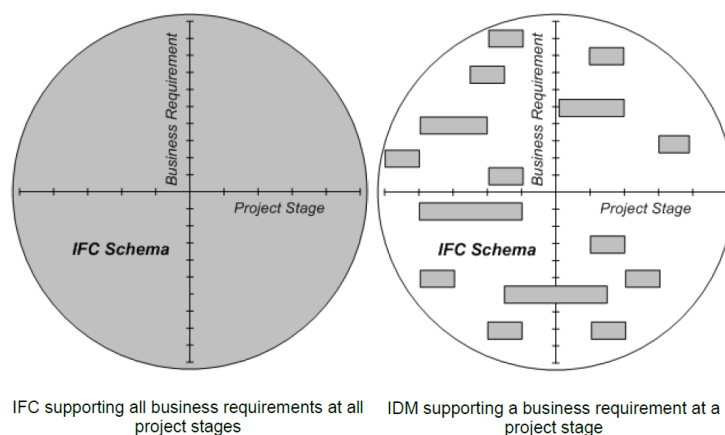 Business Requirement
Project Stage
IFC Schema
IFC supporting all business requirements at all
project stages
Business Requirement
Project Stage
IFC Schema
IDM supporting a business requirement at a
project stage